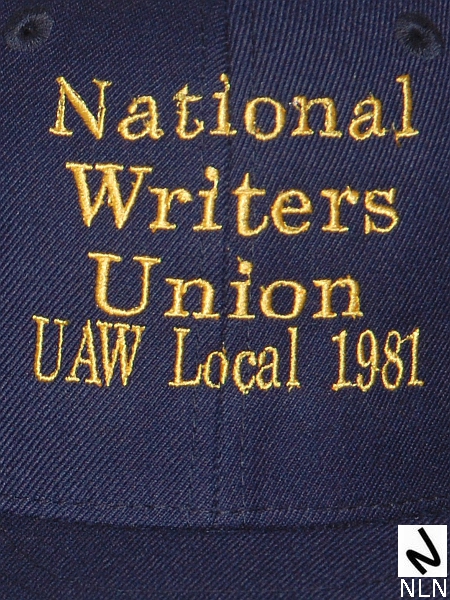 National
Writers
Union
UAW Local 1981
NLN